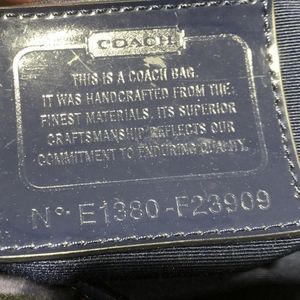 COACH
THIS IS A COACH BAG.
IT WAS HANDCRAFTED FROM THE
FINEST MATERIALS. ITS SUPERIOR
CRAFTSMANSHIP REFLECTS OUR
COMMITMENT TO ENDURING QUALITY.
Nº· E1380-F23909